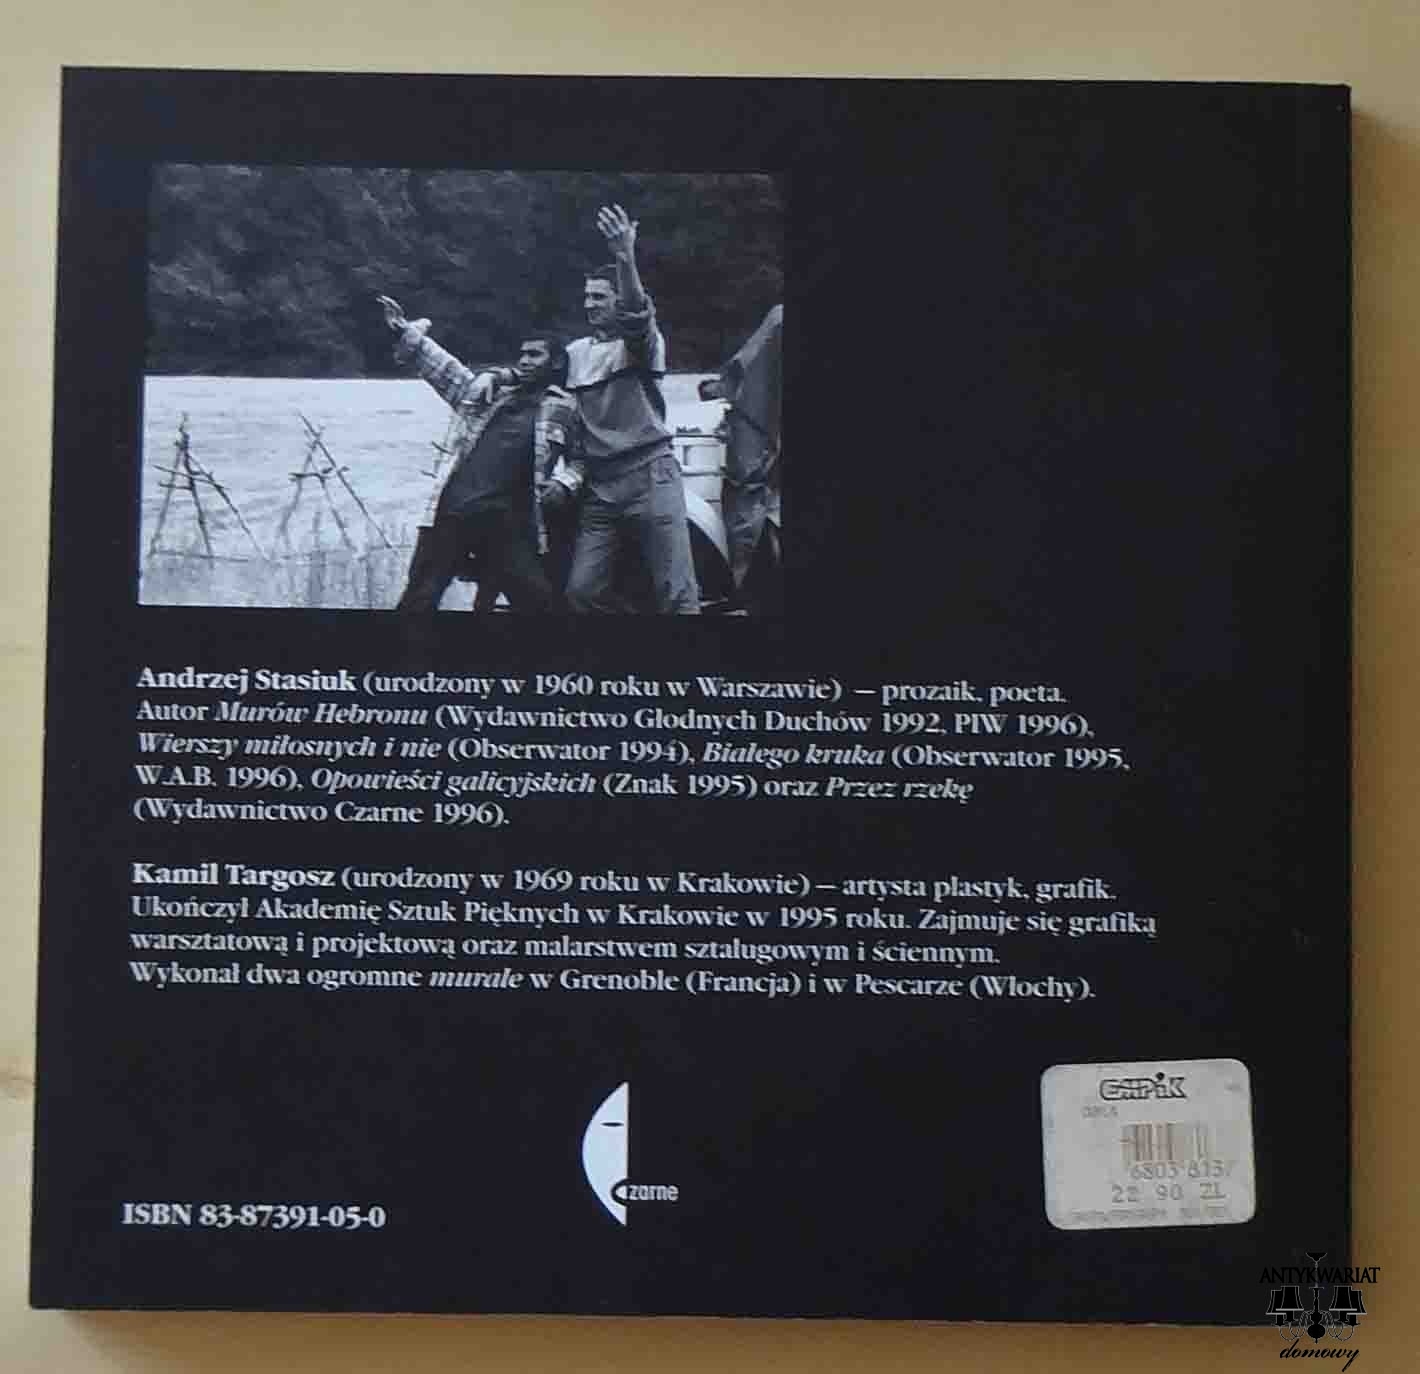 Andrzej Stasiuk (urodzony w 1960 roku w Warszawie) – prozaik, poeta.
Autor Murów Hebronu (Wydawnictwo Głodnych Duchów 1992, PIW 1996),
Wierszy miłosnych i nie (Obserwator 1994), Białego kruka (Obserwator 1995,
W.A.B. 1996), Opowieści galicyjskich (Znak 1995) oraz Przez rzekę
(Wydawnictwo Czarne 1996).
Kamil Targosz (urodzony w 1969 roku w Krakowie) – artysta plastyk, grafik.
Ukończył Akademię Sztuk Pięknych w Krakowie w 1995 roku. Zajmuje się grafiką
warsztatową i projektową oraz malarstwem sztalugowym i ściennym.
Wykonał dwa ogromne murale w Grenoble (Francja) i w Pescarze (Włochy).
Czarne
ISBN 83-87391-05-0
EMPiK
22 90 ZL
ANTYKWARIAT
domowy